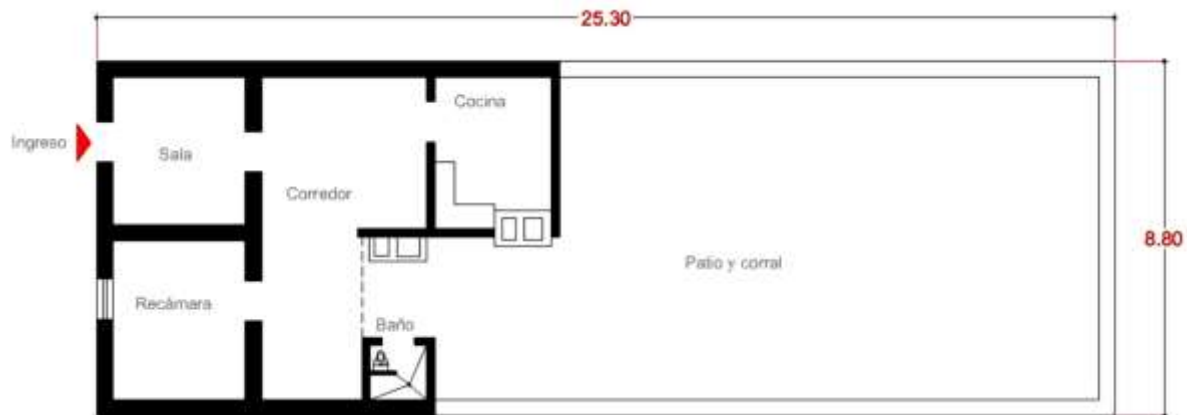 25.30
Cocina
Ingreso
Sala
Corredor
8.80
Patio y corral
Recámara
Baño